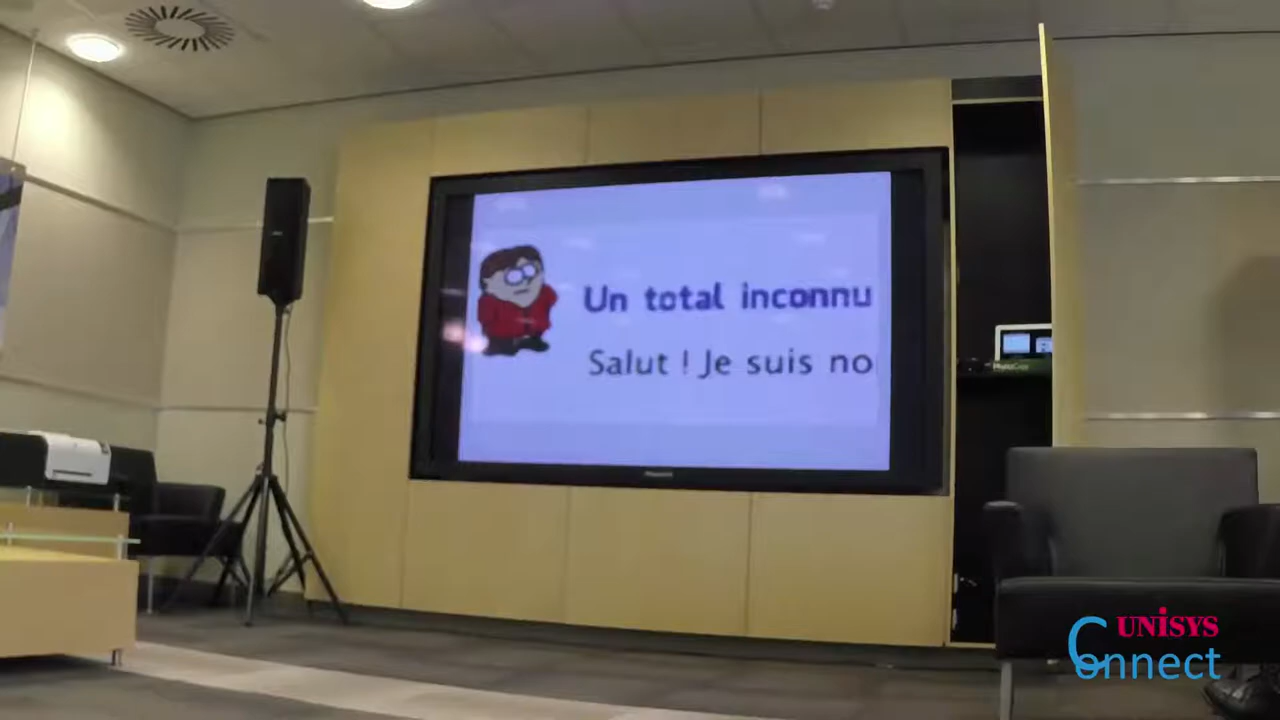 Un total inconnu
Salut ! Je suis no
UNiSYS
Connect